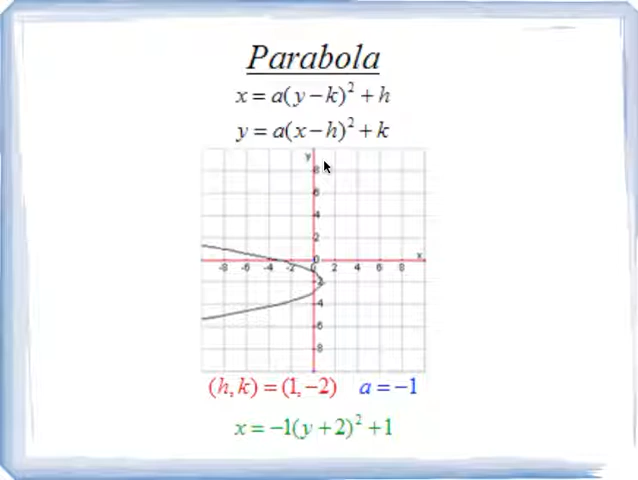 Parabola
x = a(y − k)² + h
y = a(x − h)² + k
y
8
6
4
2
0
x
-8 -6 -4 -2 0 2 4 6 8
-2
-4
-6
-8
(h, k) = (1, −2) a = −1
x = −1(y + 2)² + 1